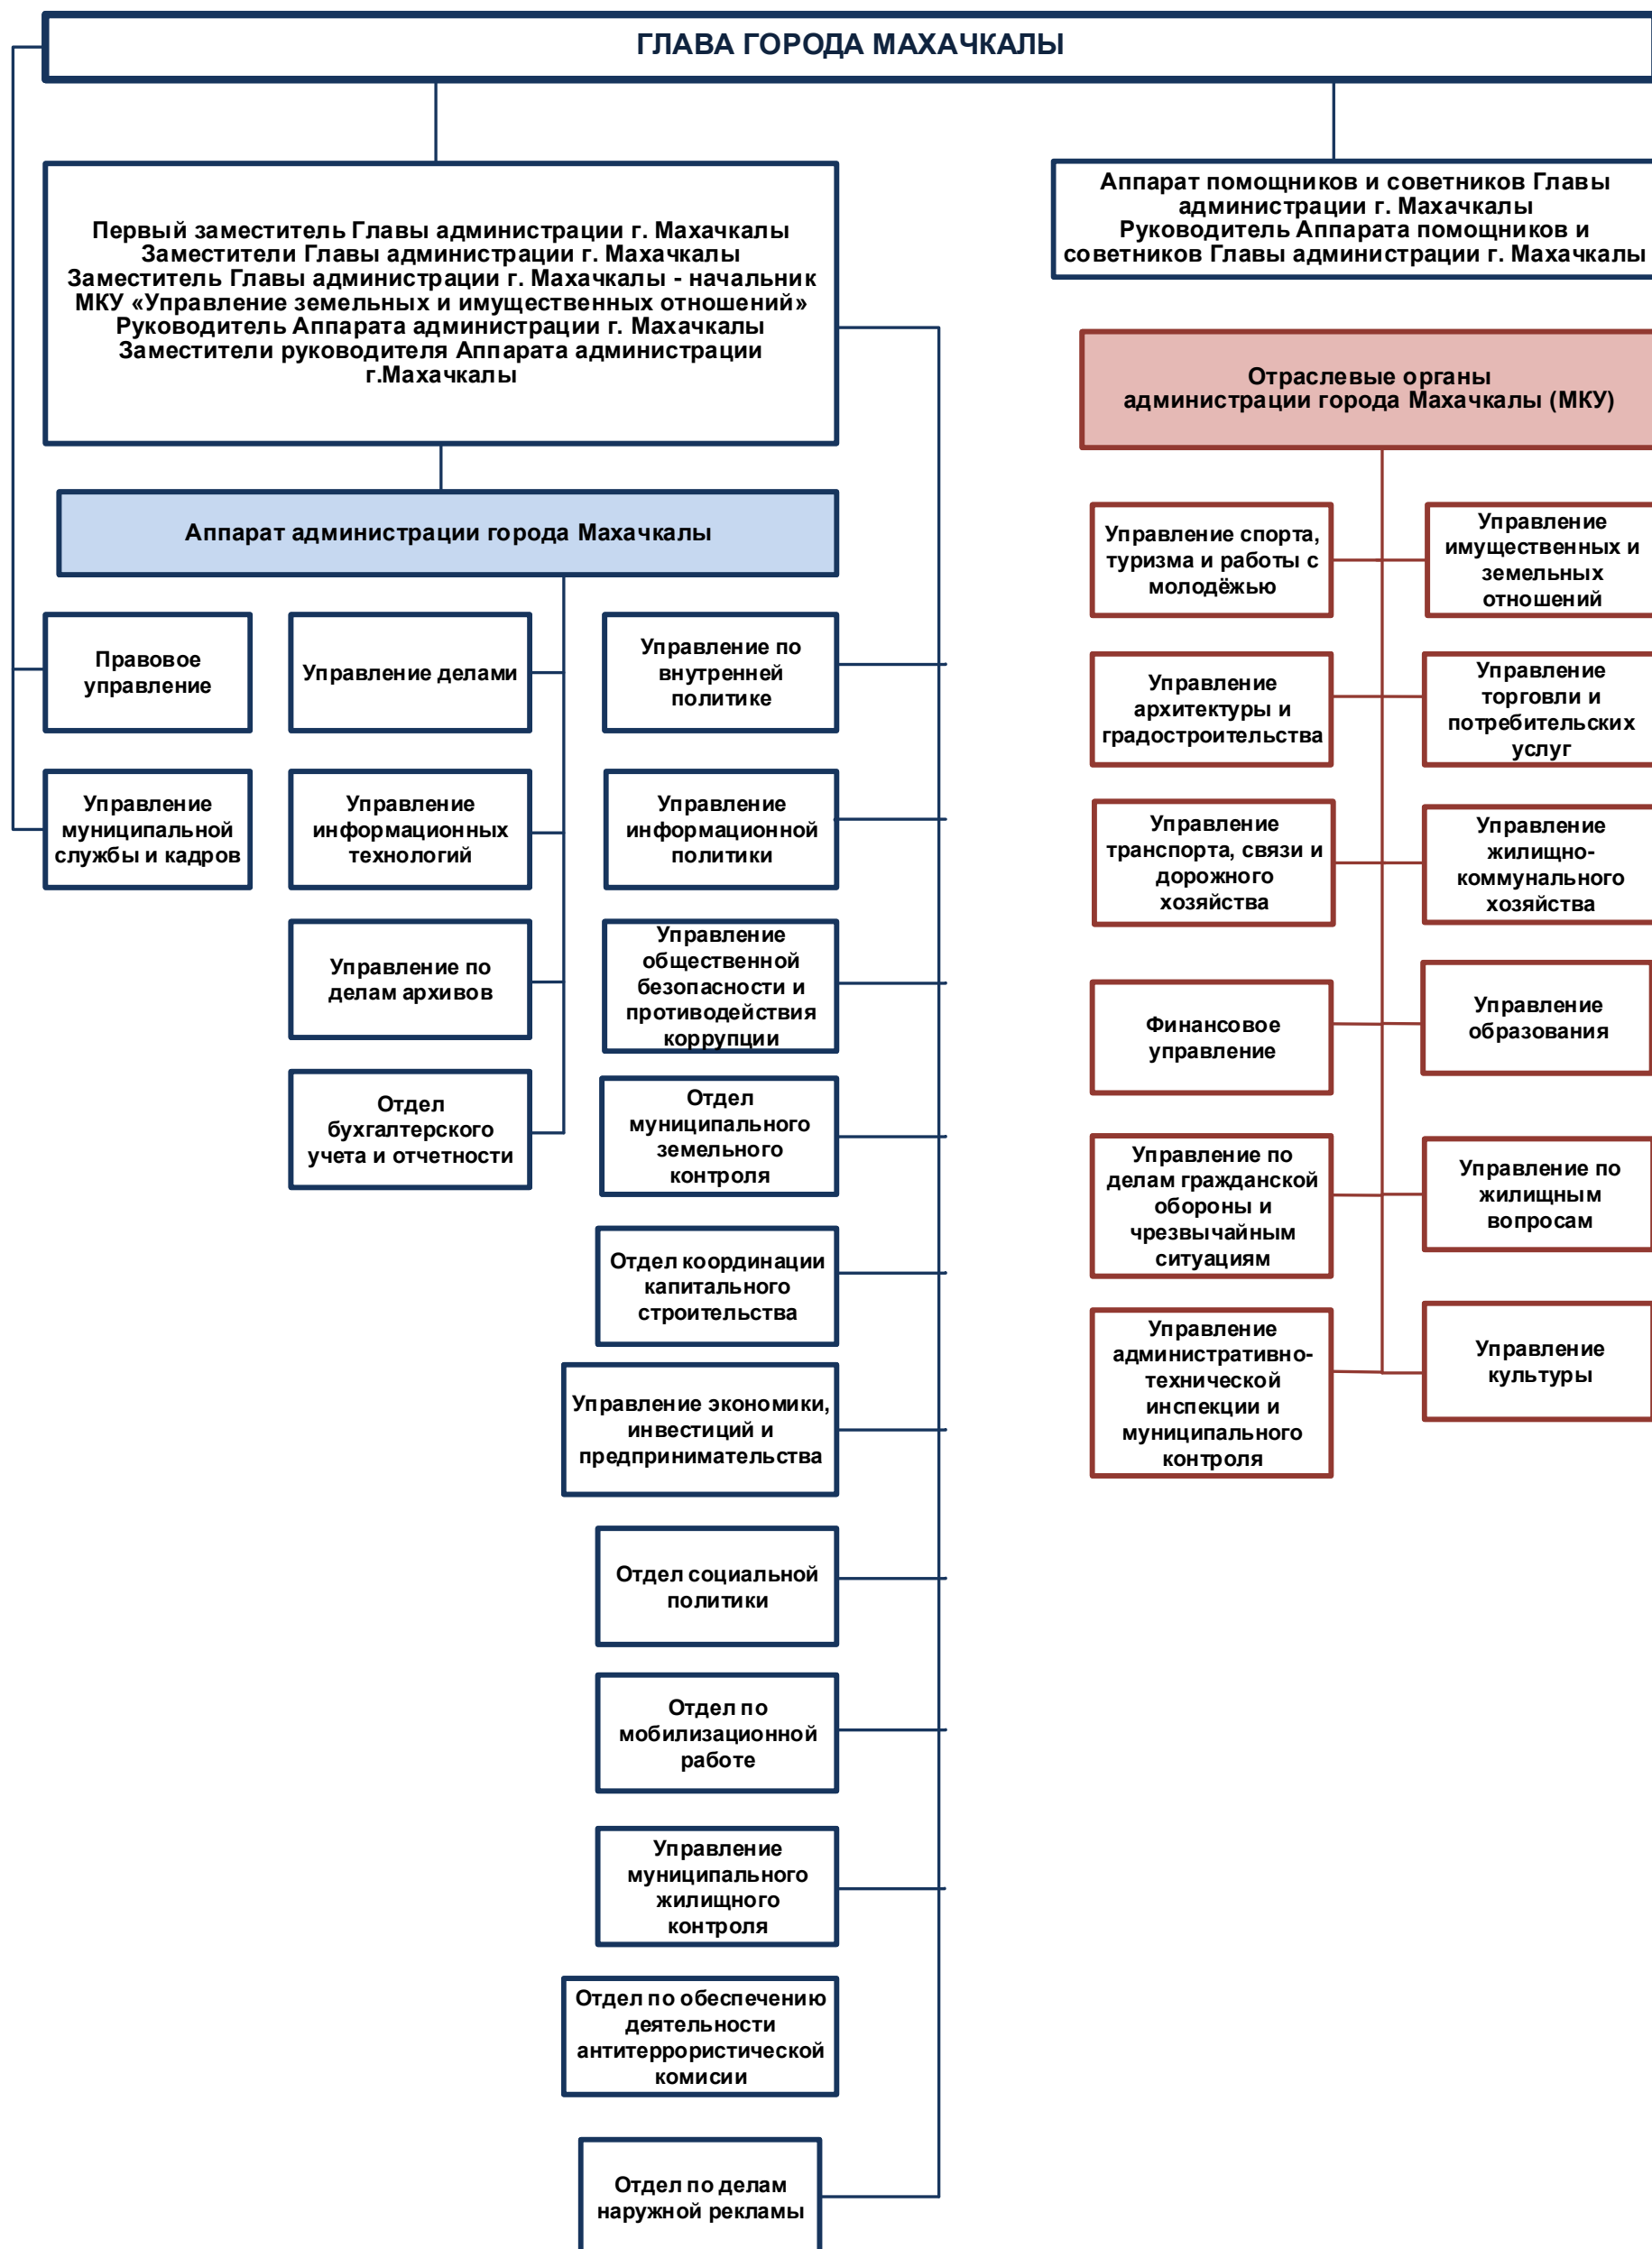 ГЛАВА ГОРОДА МАХАЧКАЛЫ
Первый заместитель Главы администрации г. Махачкалы
Заместители Главы администрации г. Махачкалы
Заместитель Главы администрации г. Махачкалы - начальник
МКУ «Управление земельных и имущественных отношений»
Руководитель Аппарата администрации г. Махачкалы
Заместители руководителя Аппарата администрации
г.Махачкалы
Аппарат помощников и советников Главы
администрации г. Махачкалы
Руководитель Аппарата помощников и
советников Главы администрации г. Махачкалы
Аппарат администрации города Махачкалы
Правовое
управление
Управление
муниципальной
службы и кадров
Управление делами
Управление
информационных
технологий
Управление по
делам архивов
Отдел
бухгалтерского
учета и отчетности
Управление по
внутренней
политике
Управление
информационной
политики
Управление
общественной
безопасности и
противодействия
коррупции
Отдел
муниципального
земельного
контроля
Отдел координации
капитального
строительства
Управление экономики,
инвестиций и
предпринимательства
Отдел социальной
политики
Отдел по
мобилизационной
работе
Управление
муниципального
жилищного
контроля
Отдел по обеспечению
деятельности
антитеррористической
комисии
Отдел по делам
наружной рекламы
Отраслевые органы
администрации города Махачкалы (МКУ)
Управление спорта,
туризма и работы с
молодёжью
Управление
имущественных и
земельных
отношений
Управление
архитектуры и
градостроительства
Управление
торговли и
потребительских
услуг
Управление
транспорта, связи и
дорожного
хозяйства
Управление
жилищно-
коммунального
хозяйства
Финансовое
управление
Управление
образования
Управление по
делам гражданской
обороны и
чрезвычайным
ситуациям
Управление по
жилищным
вопросам
Управление
административно-
технической
инспекции и
муниципального
контроля
Управление
культуры